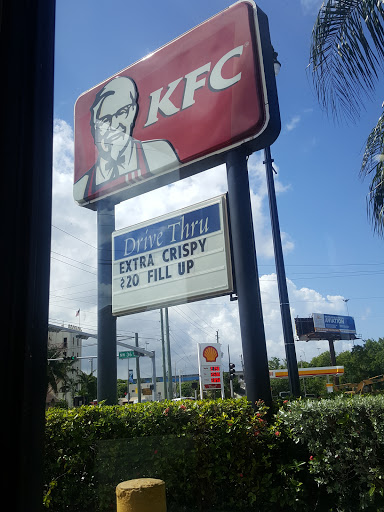 KFC
Drive Thru
EXTRA CRISPY
$20 FILL UP